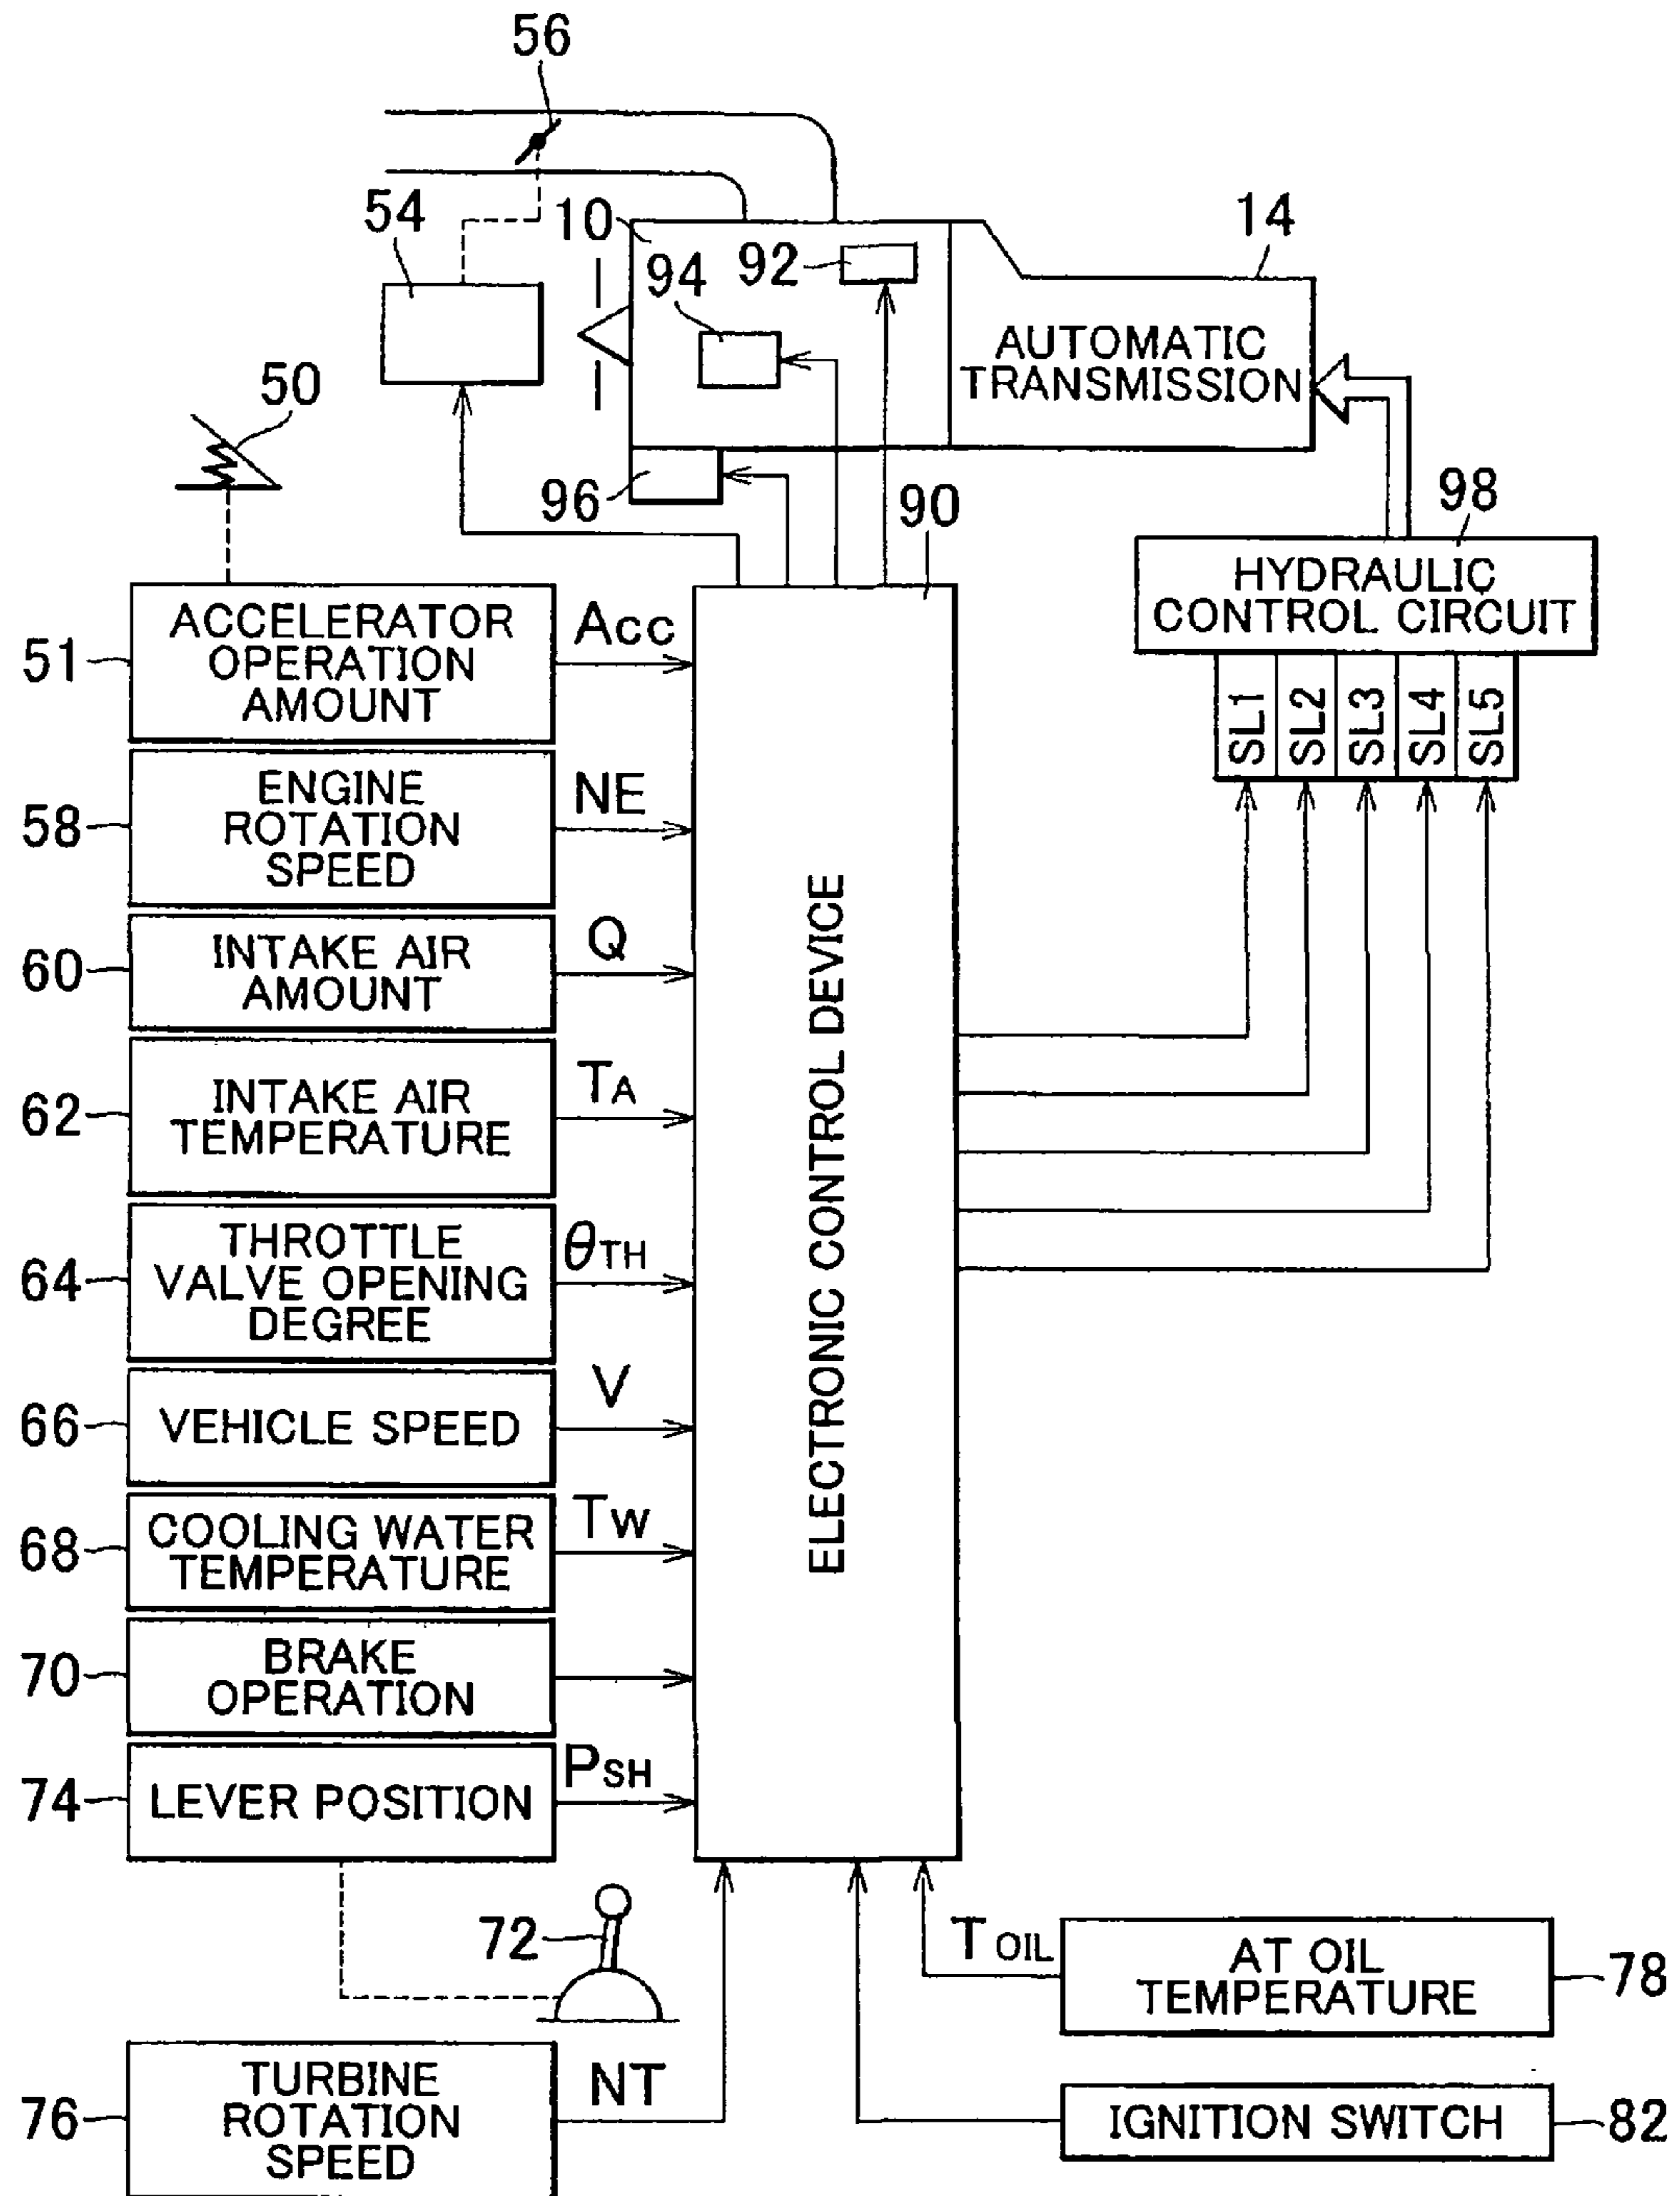 56
54
10
94
92
14
AUTOMATIC
TRANSMISSION
50
96
90
98
HYDRAULIC
CONTROL CIRCUIT
SL1
SL2
SL3
SL4
SL5
51
ACCELERATOR
OPERATION
AMOUNT
Acc
58
ENGINE
ROTATION
SPEED
NE
60
INTAKE AIR
AMOUNT
Q
62
INTAKE AIR
TEMPERATURE
TA
64
THROTTLE
VALVE OPENING
DEGREE
θTH
66
VEHICLE SPEED
V
68
COOLING WATER
TEMPERATURE
Tw
70
BRAKE
OPERATION
74
LEVER POSITION
PSH
ELECTRONIC CONTROL DEVICE
72
76
TURBINE
ROTATION
SPEED
NT
TOIL
AT OIL
TEMPERATURE
78
IGNITION SWITCH
82